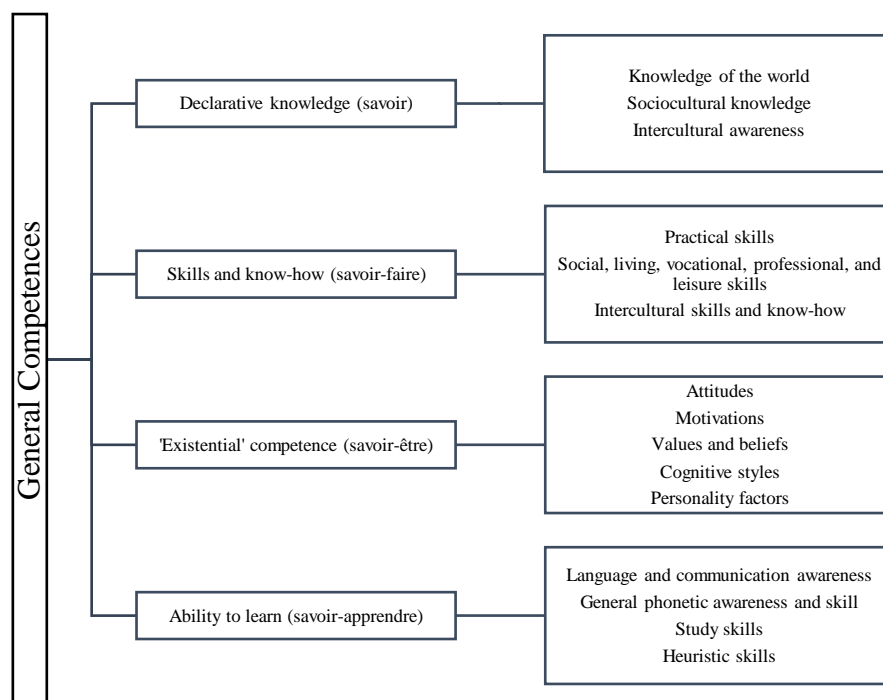 General Competences
Declarative knowledge (savoir)
Knowledge of the world
Sociocultural knowledge
Intercultural awareness
Skills and know-how (savoir-faire)
Practical skills
Social, living, vocational, professional, and
leisure skills
Intercultural skills and know-how
'Existential' competence (savoir-être)
Attitudes
Motivations
Values and beliefs
Cognitive styles
Personality factors
Ability to learn (savoir-apprendre)
Language and communication awareness
General phonetic awareness and skill
Study skills
Heuristic skills